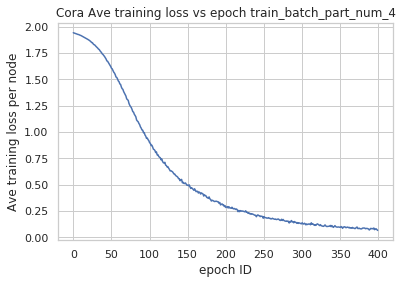 Cora Ave training loss vs epoch train_batch_part_num_4
Ave training loss per node
2.00
1.75
1.50
1.25
1.00
0.75
0.50
0.25
0.00
0 50 100 150 200 250 300 350 400
epoch ID